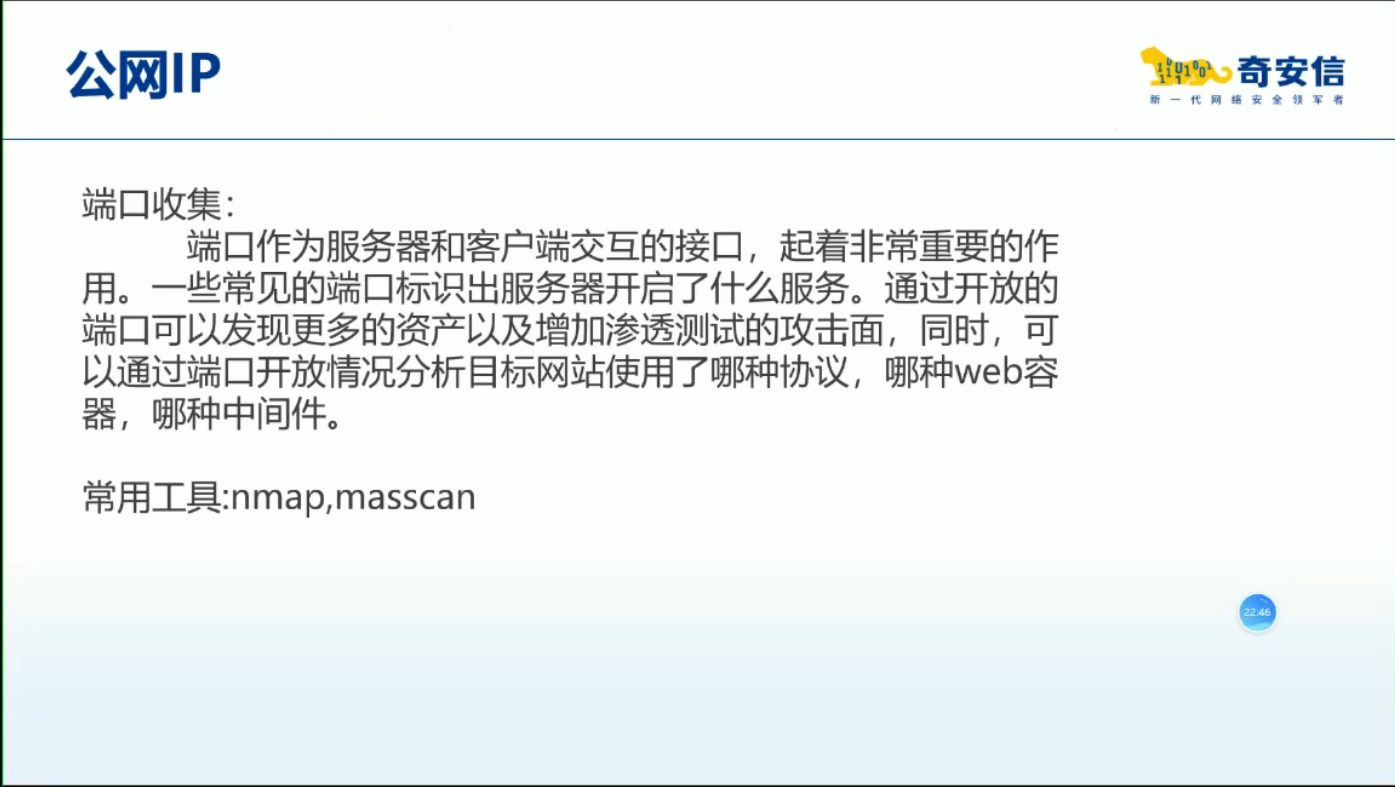 公网IP
奇安信
新一代网络安全领军者
端口收集：
端口作为服务器和客户端交互的接口，起着非常重要的作
用。一些常见的端口标识出服务器开启了什么服务。通过开放的
端口可以发现更多的资产以及增加渗透测试的攻击面，同时，可
以通过端口开放情况分析目标网站使用了哪种协议，哪种web容
器，哪种中间件。
常用工具:nmap,masscan
22:46